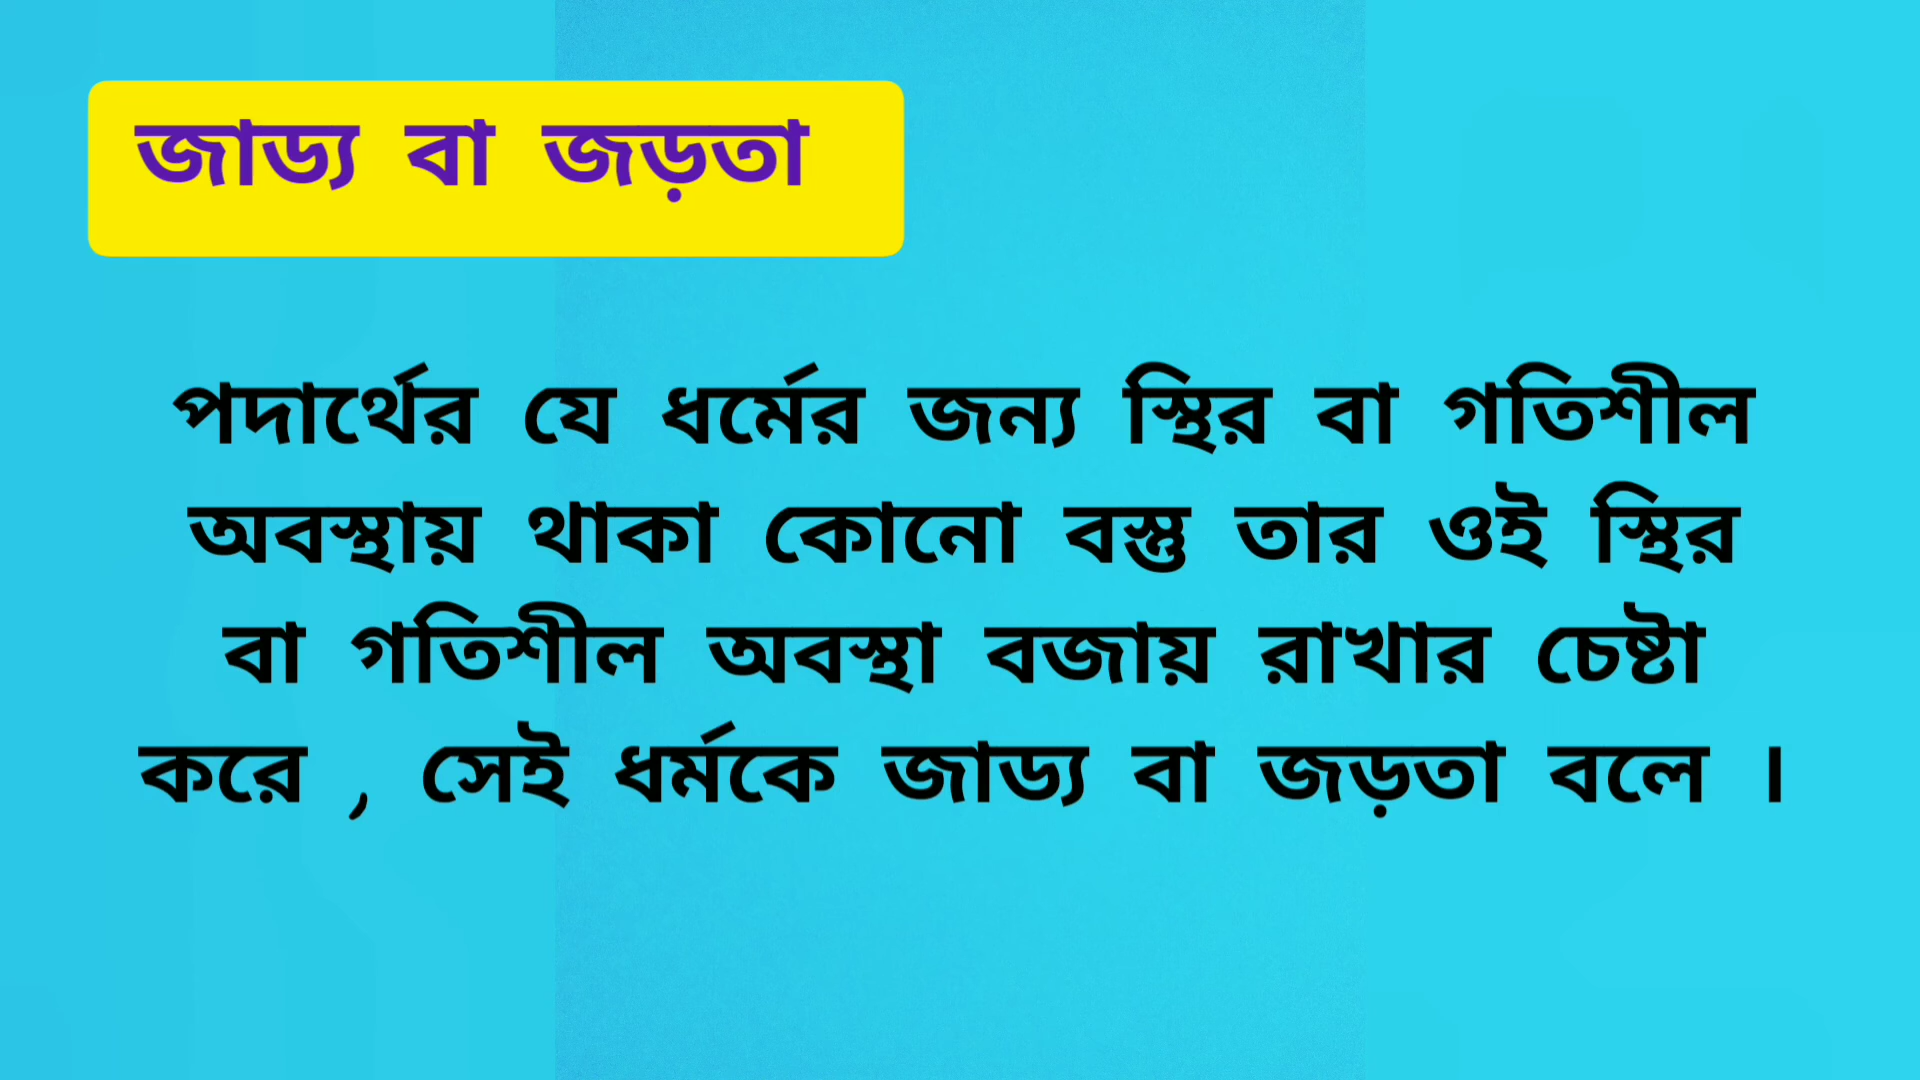 জাড্য বা জড়তা
পদার্থের যে ধর্মের জন্য স্থির বা গতিশীল
অবস্থায় থাকা কোনো বস্তু তার ওই স্থির
বা গতিশীল অবস্থা বজায় রাখার চেষ্টা
করে , সেই ধর্মকে জাড্য বা জড়তা বলে ।